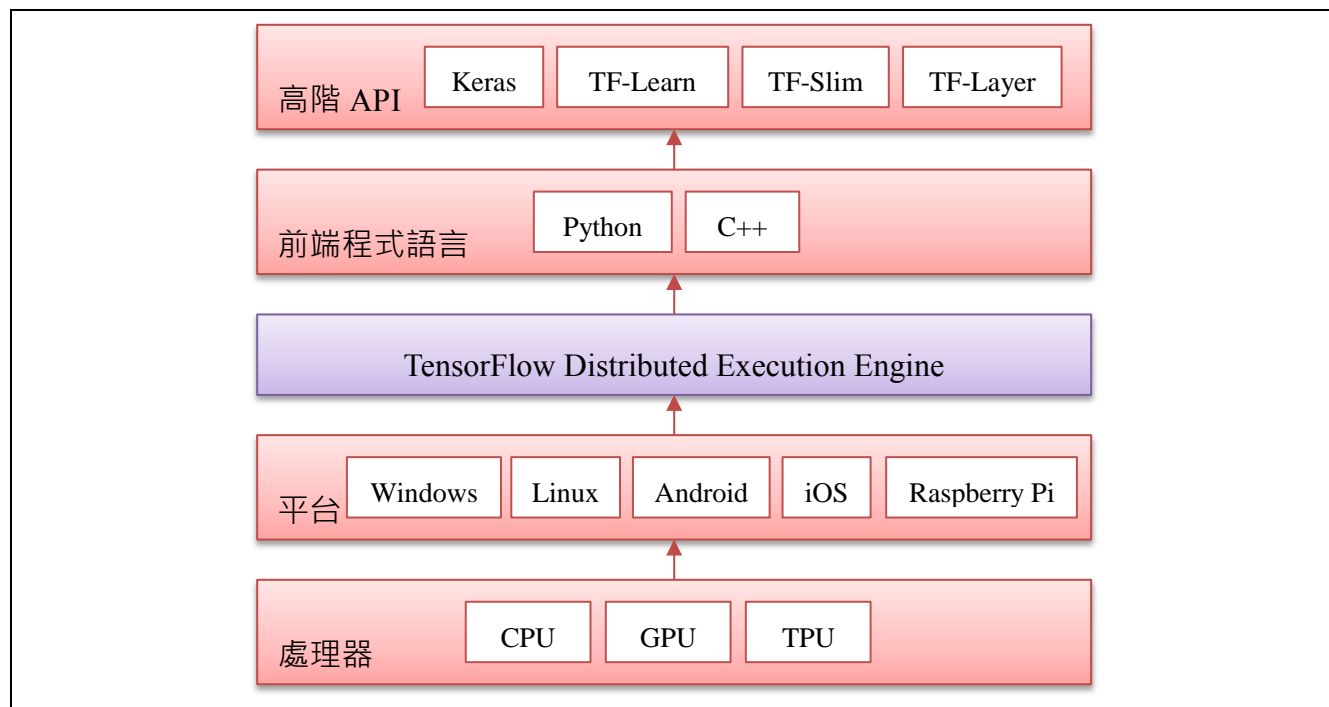 高階 API
Keras
TF-Learn
TF-Slim
TF-Layer
前端程式語言
Python
C++
TensorFlow Distributed Execution Engine
平台
Windows
Linux
Android
iOS
Raspberry Pi
處理器
CPU
GPU
TPU